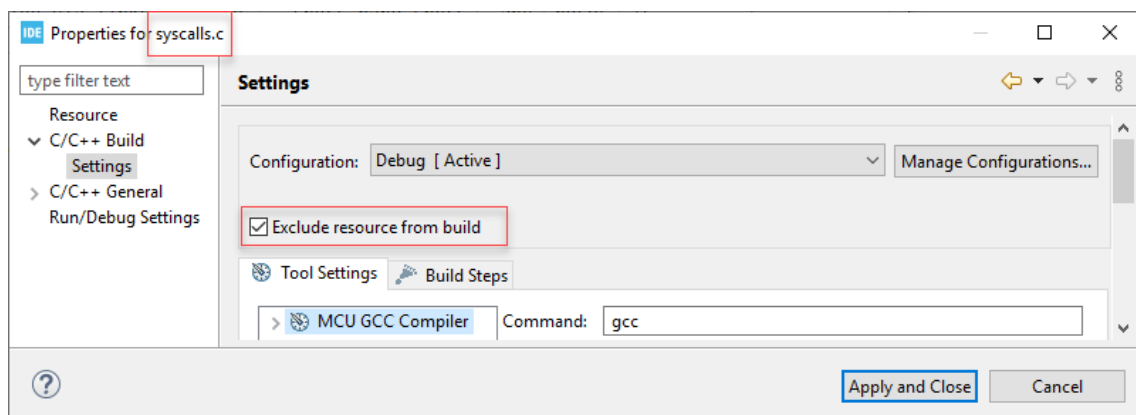 IDE Properties for syscalls.c
type filter text
Settings
Resource
C/C++ Build
Settings
C/C++ General
Run/Debug Settings
Configuration: Debug [ Active ] Manage Configurations...
Exclude resource from build
Tool Settings Build Steps
MCU GCC Compiler Command: gcc
? Apply and Close Cancel